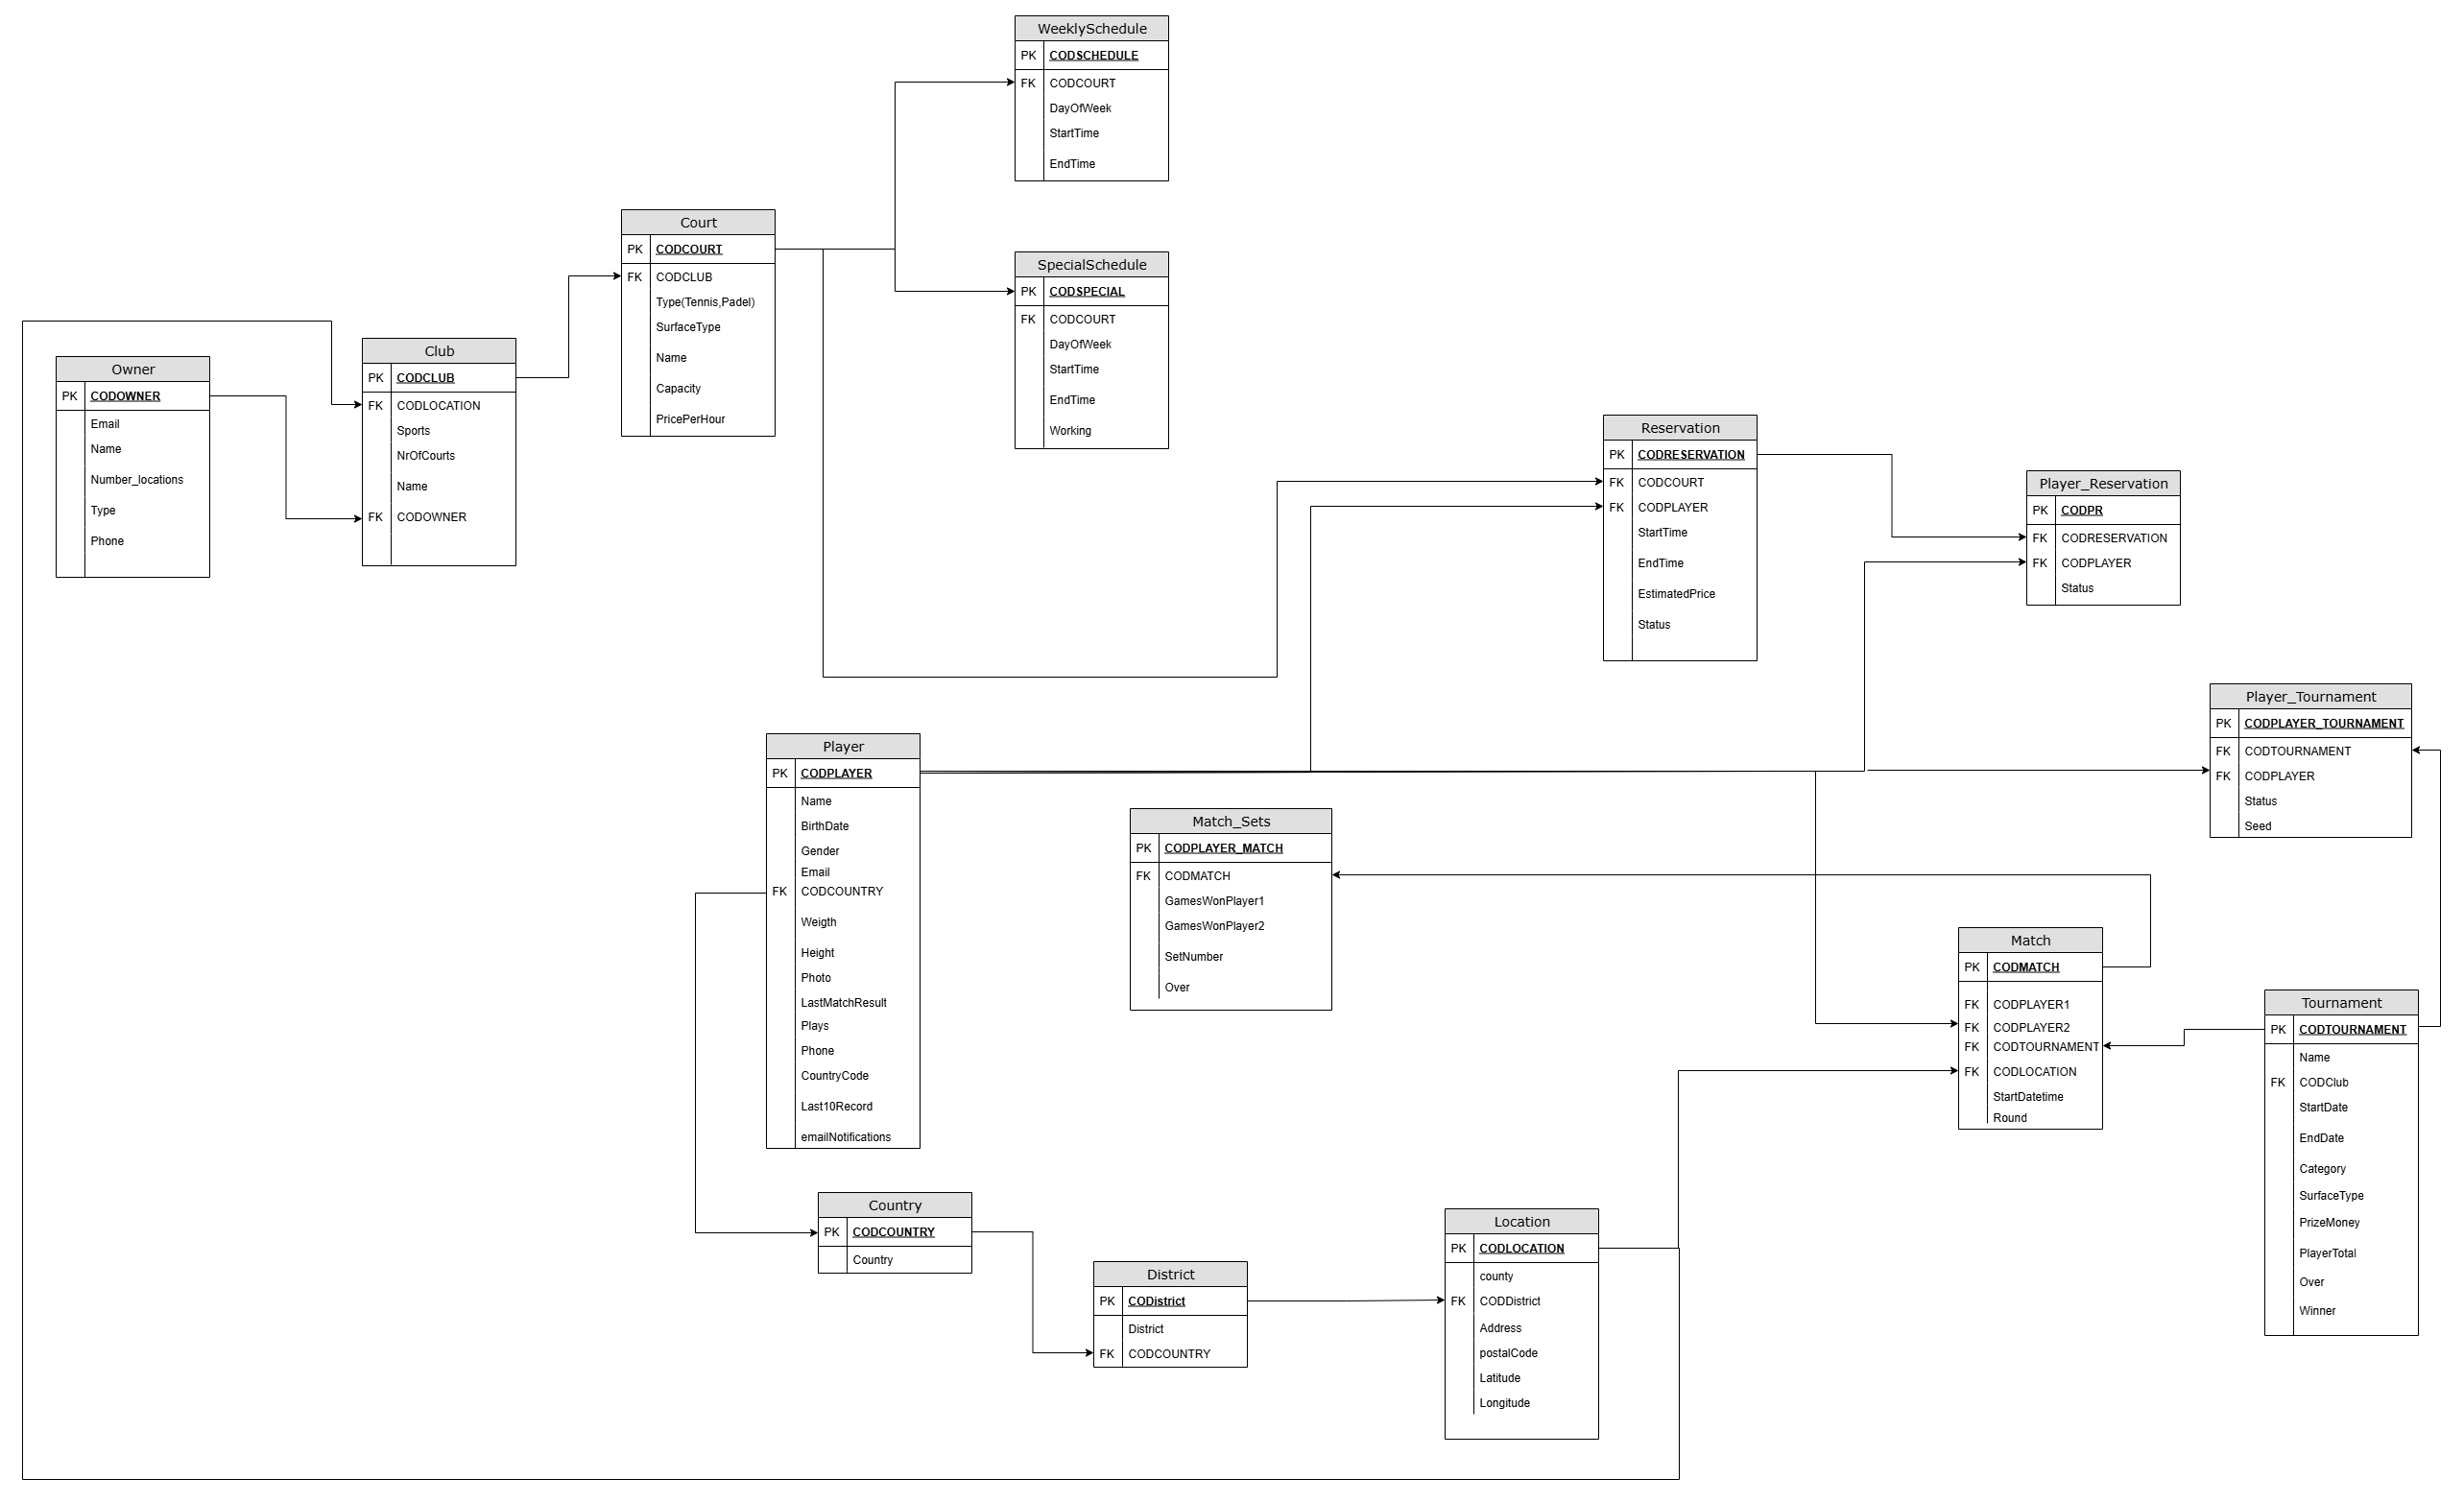 WeeklySchedule
PK CODSCHEDULE
FK CODCOURT
DayOfWeek
StartTime
EndTime
Court
PK CODCOURT
FK CODCLUB
Type(Tennis,Padel)
SurfaceType
Name
Capacity
PricePerHour
SpecialSchedule
PK CODSPECIAL
FK CODCOURT
DayOfWeek
StartTime
EndTime
Working
Owner
PK CODOWNER
Email
Name
Number_locations
Type
Phone
Club
PK CODCLUB
FK CODLOCATION
Sports
NrOfCourts
Name
FK CODOWNER
Reservation
PK CODRESERVATION
FK CODCOURT
FK CODPLAYER
StartTime
EndTime
EstimatedPrice
Status
Player_Reservation
PK CODPR
FK CODRESERVATION
FK CODPLAYER
Status
Player_Tournament
PK CODPLAYER_TOURNAMENT
FK CODTOURNAMENT
FK CODPLAYER
Status
Seed
Player
PK CODPLAYER
Name
BirthDate
Gender
Email
FK CODCOUNTRY
Weigth
Height
Photo
LastMatchResult
Plays
Phone
CountryCode
Last10Record
emailNotifications
Match_Sets
PK CODPLAYER_MATCH
FK CODMATCH
GamesWonPlayer1
GamesWonPlayer2
SetNumber
Over
Match
PK CODMATCH
FK CODPLAYER1
FK CODPLAYER2
FK CODTOURNAMENT
FK CODLOCATION
StartDatetime
Round
Tournament
PK CODTOURNAMENT
Name
FK CODClub
StartDate
EndDate
Category
SurfaceType
PrizeMoney
PlayerTotal
Over
Winner
Country
PK CODCOUNTRY
Country
District
PK CODistrict
District
FK CODCOUNTRY
Location
PK CODLOCATION
county
FK CODDistrict
Address
postalCode
Latitude
Longitude